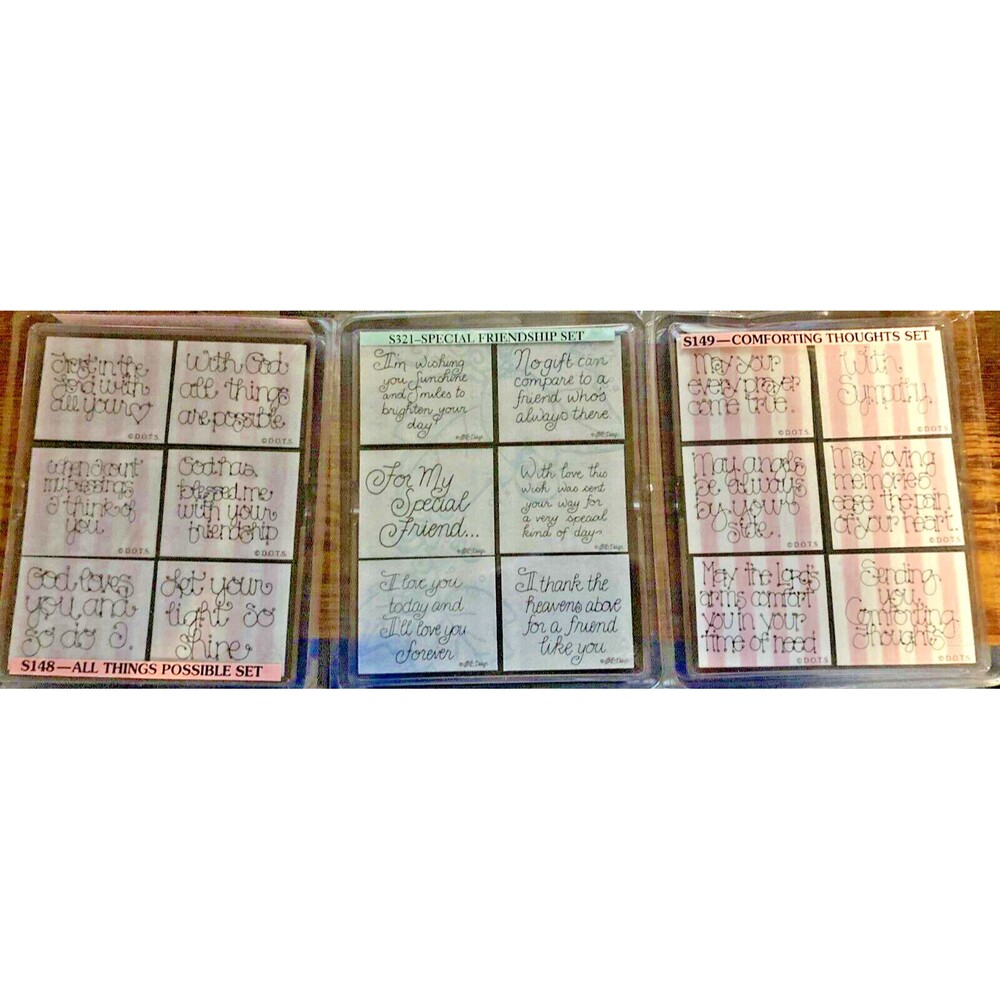 Trust in the
Lord with
all your
© D.O.T.S.
With God
all things
are possible
© D.O.T.S.
When I count
my blessings
I think of
you
© D.O.T.S.
God has
blessed me
with your
friendship
© D.O.T.S.
God loves
you and
so do I.
Let your
light so
shine
S148—ALL THINGS POSSIBLE SET
S321–SPECIAL FRIENDSHIP SET
I'm wishing
you sunshine
and smiles to
brighten your
day!
No gift can
compare to a
friend who's
always there
For My
Special
Friend...
With love this
wish was sent
your way for
a very special
kind of day
I love you
today and
I'll love you
forever
I thank the
heavens above
for a friend
like you
S149—COMFORTING THOUGHTS SET
May your
every prayer
come true.
© D.O.T.S.
With
Sympathy
© D.O.T.S.
May angels
be always
by your
side.
© D.O.T.S.
May loving
memories
ease the pain
of your heart.
© D.O.T.S.
May the Lord's
arms comfort
you in your
time of need
© D.O.T.S.
Sending
you
Comforting
Thoughts
© D.O.T.S.